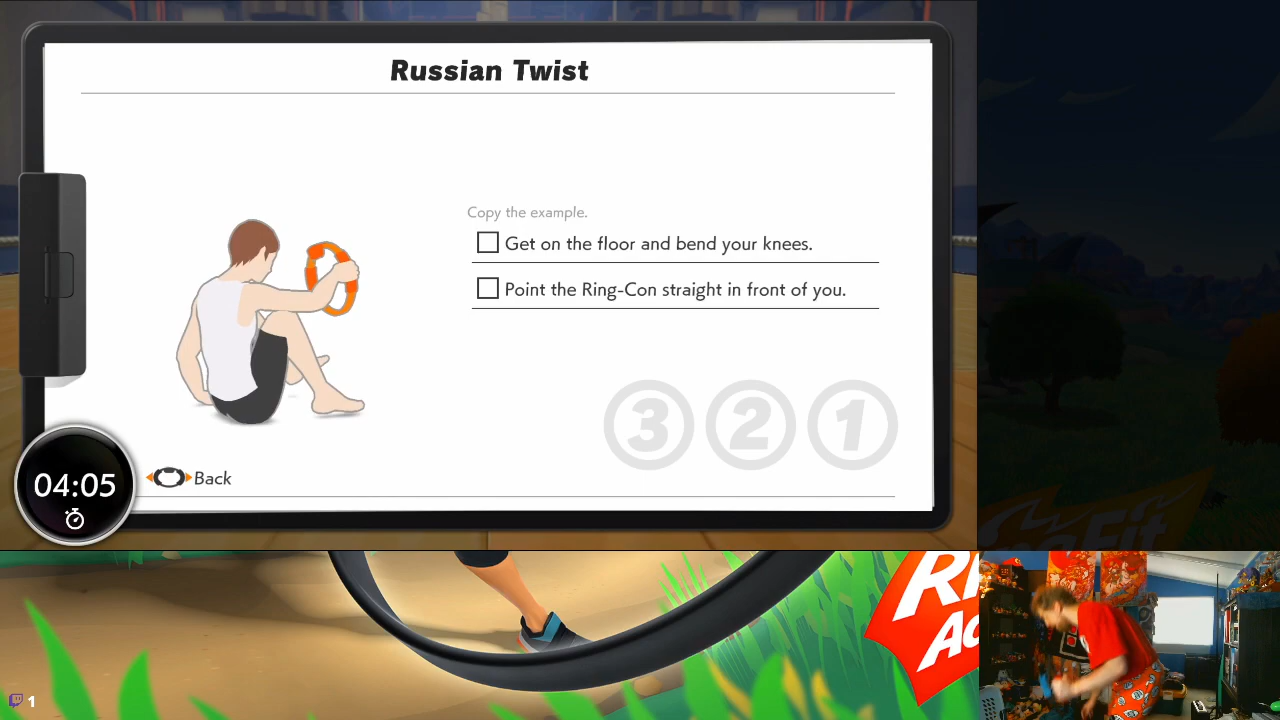 Russian Twist
Copy the example.
Get on the floor and bend your knees.
Point the Ring-Con straight in front of you.
3 2 1
04:05
Back
1